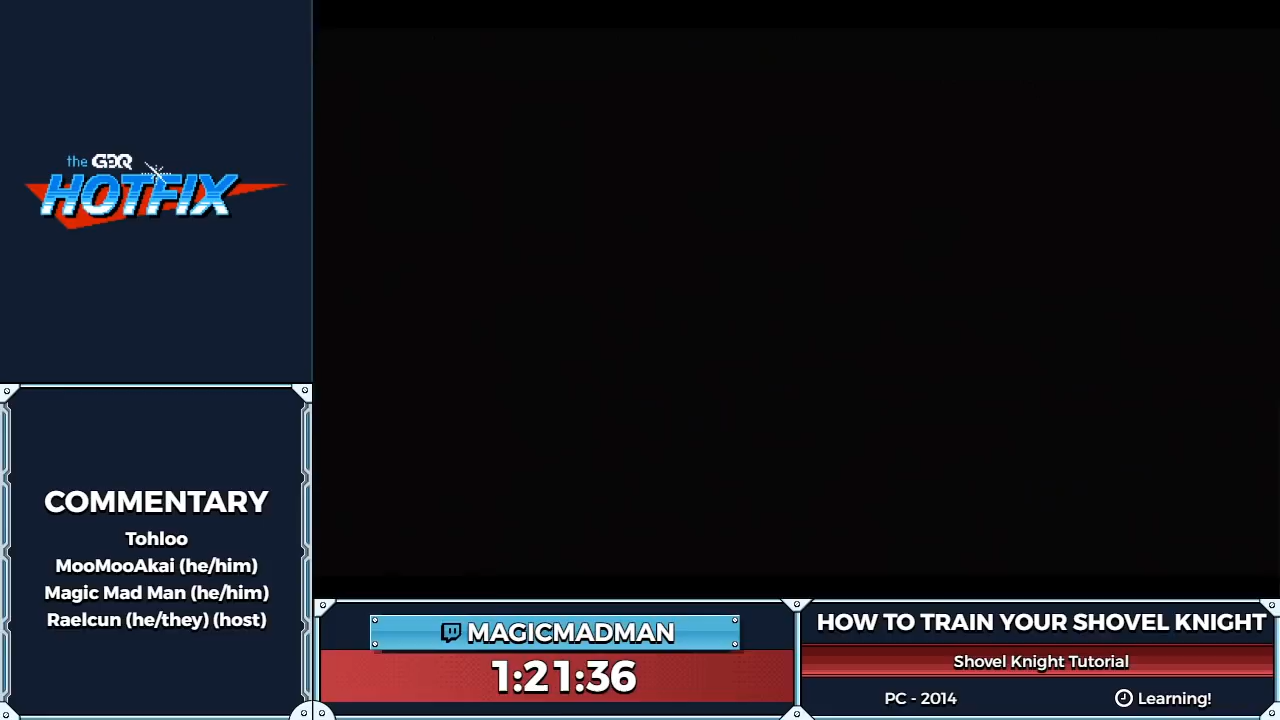 the GDQ
HOTFIX
COMMENTARY
Tohloo
MooMooAkai (he/him)
Magic Mad Man (he/him)
Raelcun (he/they) (host)
MAGICMADMAN
1:21:36
HOW TO TRAIN YOUR SHOVEL KNIGHT
Shovel Knight Tutorial
PC - 2014
Learning!